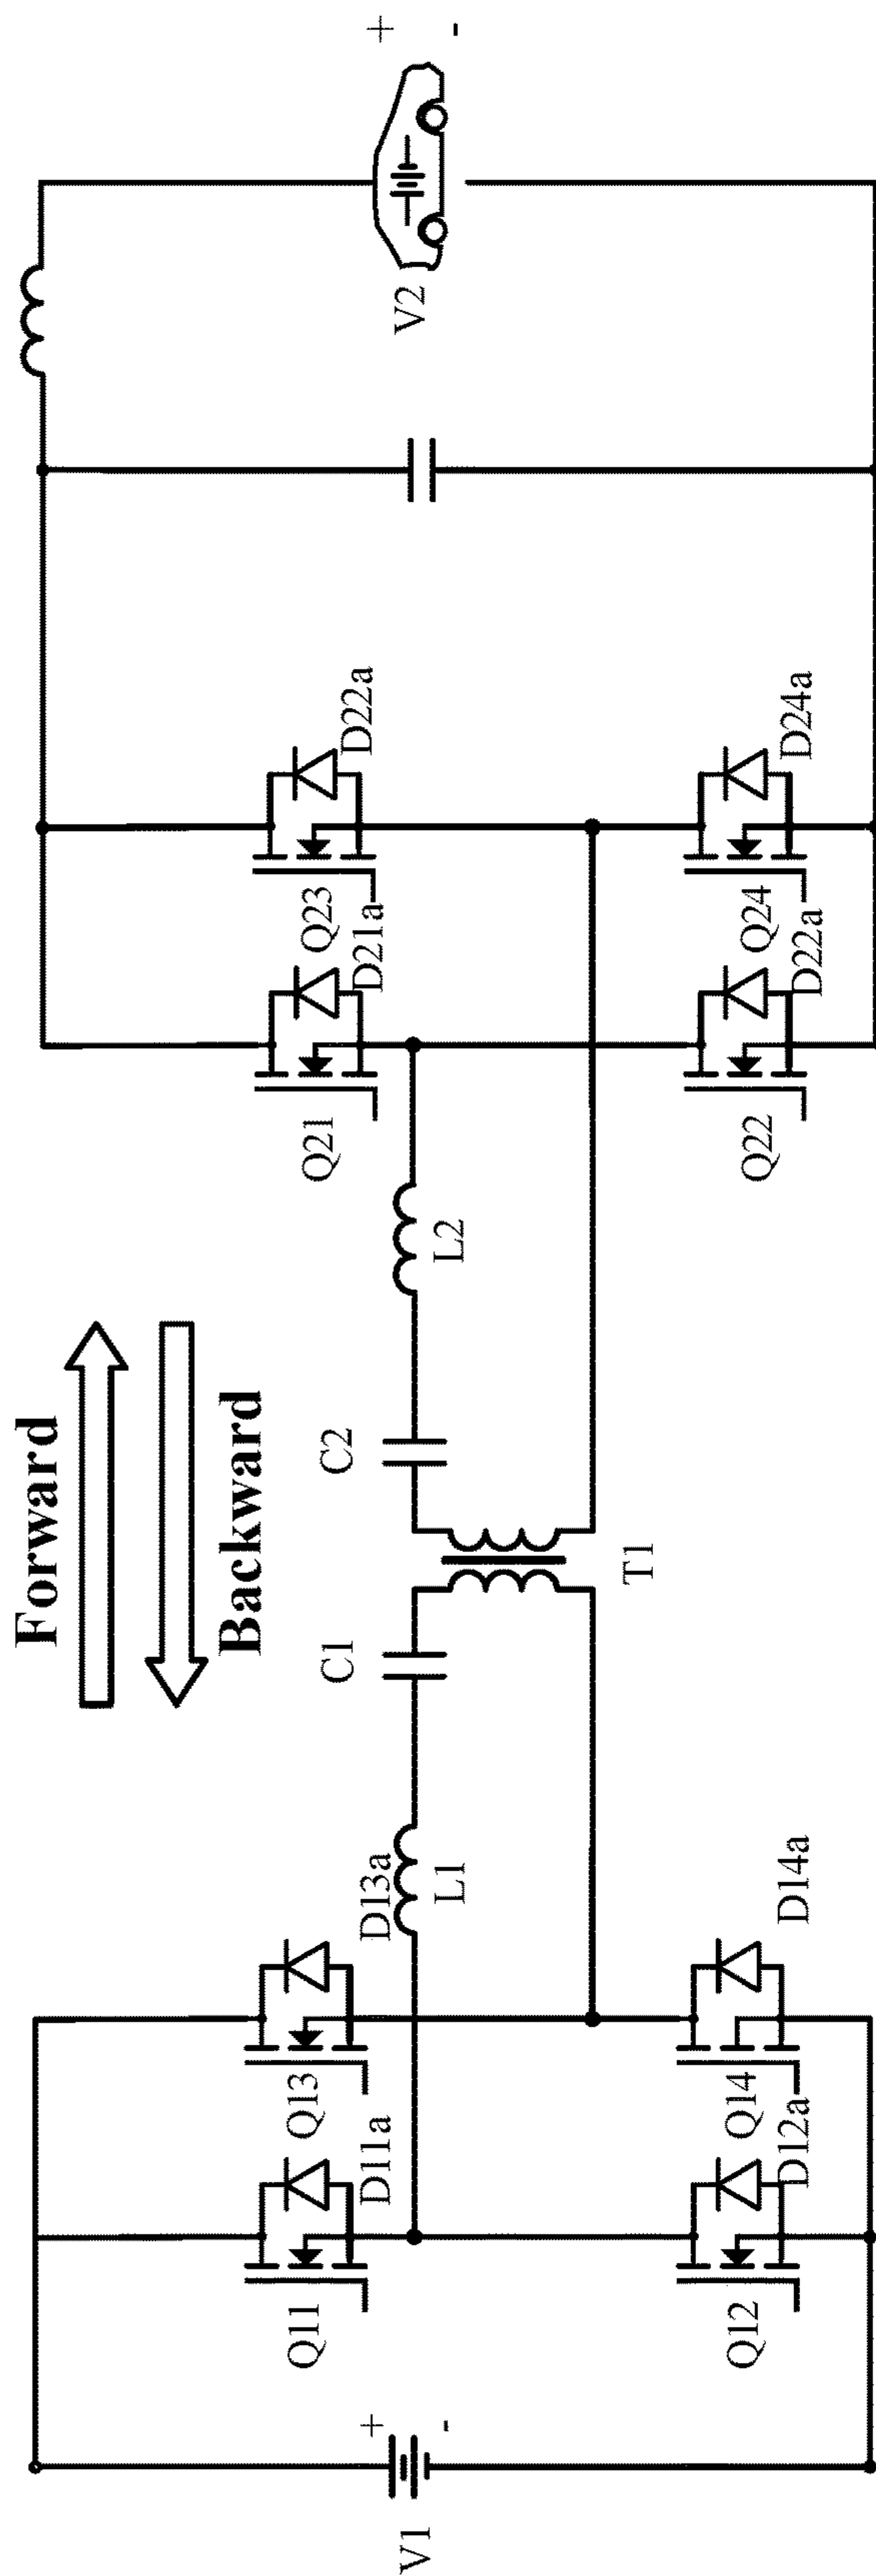 Forward
Backward
V1
+
-
Q11
D11a
Q13
D13a
Q12
D12a
Q14
D14a
L1
C1
T1
C2
L2
Q21
D21a
Q23
D22a
Q22
D22a
Q24
D24a
V2
+
-